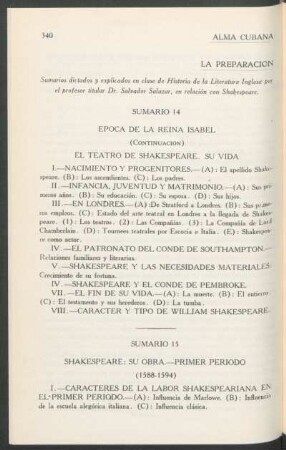 540 ALMA CUBANA
LA PREPARACION
Sumarios dictados y explicados en clase de Historia de la Literatura Inglesa por
el profesor titular Dr. Salvador Salazar, en relación con Shakespeare.
SUMARIO 14
EPOCA DE LA REINA ISABEL
(CONTINUACION)
EL TEATRO DE SHAKESPEARE. SU VIDA
I.—NACIMIENTO Y PROGENITORES.—(A): El apellido Shakes-
peare. (B): Los ascendientes. (C): Los padres.
II.—INFANCIA, JUVENTUD Y MATRIMONIO.—(A): Sus pri-
meros años. (B): Su educación. (C): Su esposa. (D): Sus hijos.
III.—EN LONDRES.—(A): De Stratford a Londres. (B): Sus primeros
empleos. (C): Estado del arte teatral en Londres a la llegada de Shakes-
peare. (1): Los teatros. (2): Las Compañías. (3): La Compañía de Lord
Chamberlain. (D): Tournees teatrales por Escocia e Italia. (E): Shakespea-
re como actor.
IV.—EL PATRONATO DEL CONDE DE SOUTHAMPTON.—
Relaciones familiares y literarias.
V.—SHAKESPEARE Y LAS NECESIDADES MATERIALES.
Crecimiento de su fortuna.
IV.—SHAKESPEARE Y EL CONDE DE PEMBROKE.
VII.—EL FIN DE SU VIDA.—(A): La muerte. (B): El entierro.
(C): El testamento y sus herederos. (D): La tumba.
VIII.—CARACTER Y TIPO DE WILLIAM SHAKESPEARE.
SUMARIO 15
SHAKESPEARE: SU OBRA.—PRIMER PERIODO
(1588-1594)
I.—CARACTERES DE LA LABOR SHAKESPEARIANA EN
EL PRIMER PERIODO.—(A): Influencia de Marlowe. (B): Influencia
de la escuela alegórica italiana. (C): Influencia clásica.